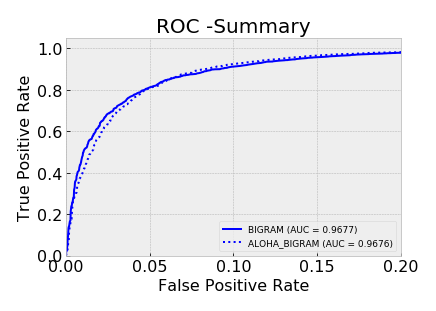 ROC -Summary
1.0
0.8
0.6
0.4
0.2
0.0
True Positive Rate
BIGRAM (AUC = 0.9677)
ALOHA_BIGRAM (AUC = 0.9676)
0.00 0.05 0.10 0.15 0.20
False Positive Rate